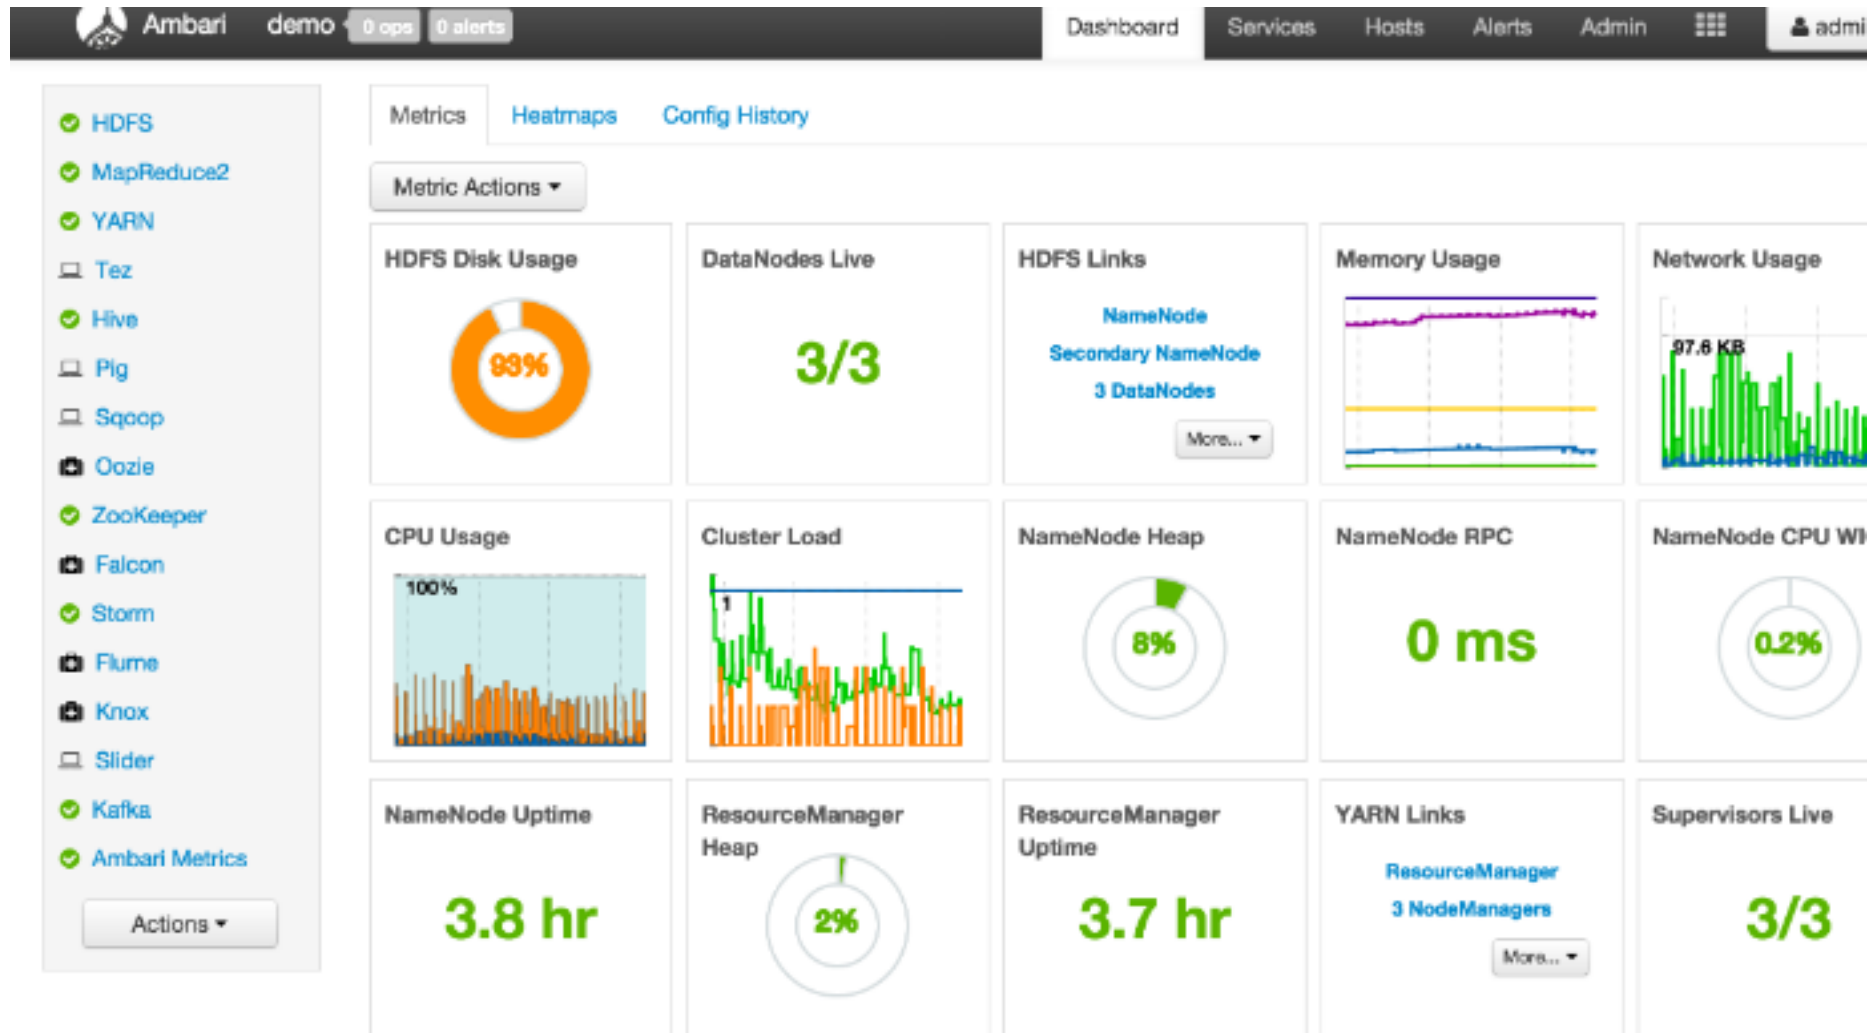 Ambari demo 0 ops 0 alerts Dashboard Services Hosts Alerts Admin
HDFS
MapReduce2
YARN
Tez
Hive
Pig
Sqoop
Oozie
ZooKeeper
Falcon
Storm
Flume
Knox
Slider
Kafka
Ambari Metrics
Actions
Metrics Heatmaps Config History
Metric Actions
HDFS Disk Usage
93%
DataNodes Live
3/3
HDFS Links
NameNode
Secondary NameNode
3 DataNodes
More...
Memory Usage
Network Usage
97.6 KB
CPU Usage
100%
Cluster Load
1
NameNode Heap
8%
NameNode RPC
0 ms
NameNode CPU
0.2%
NameNode Uptime
3.8 hr
ResourceManager
Heap
2%
ResourceManager
Uptime
3.7 hr
YARN Links
ResourceManager
3 NodeManagers
More...
Supervisors Live
3/3